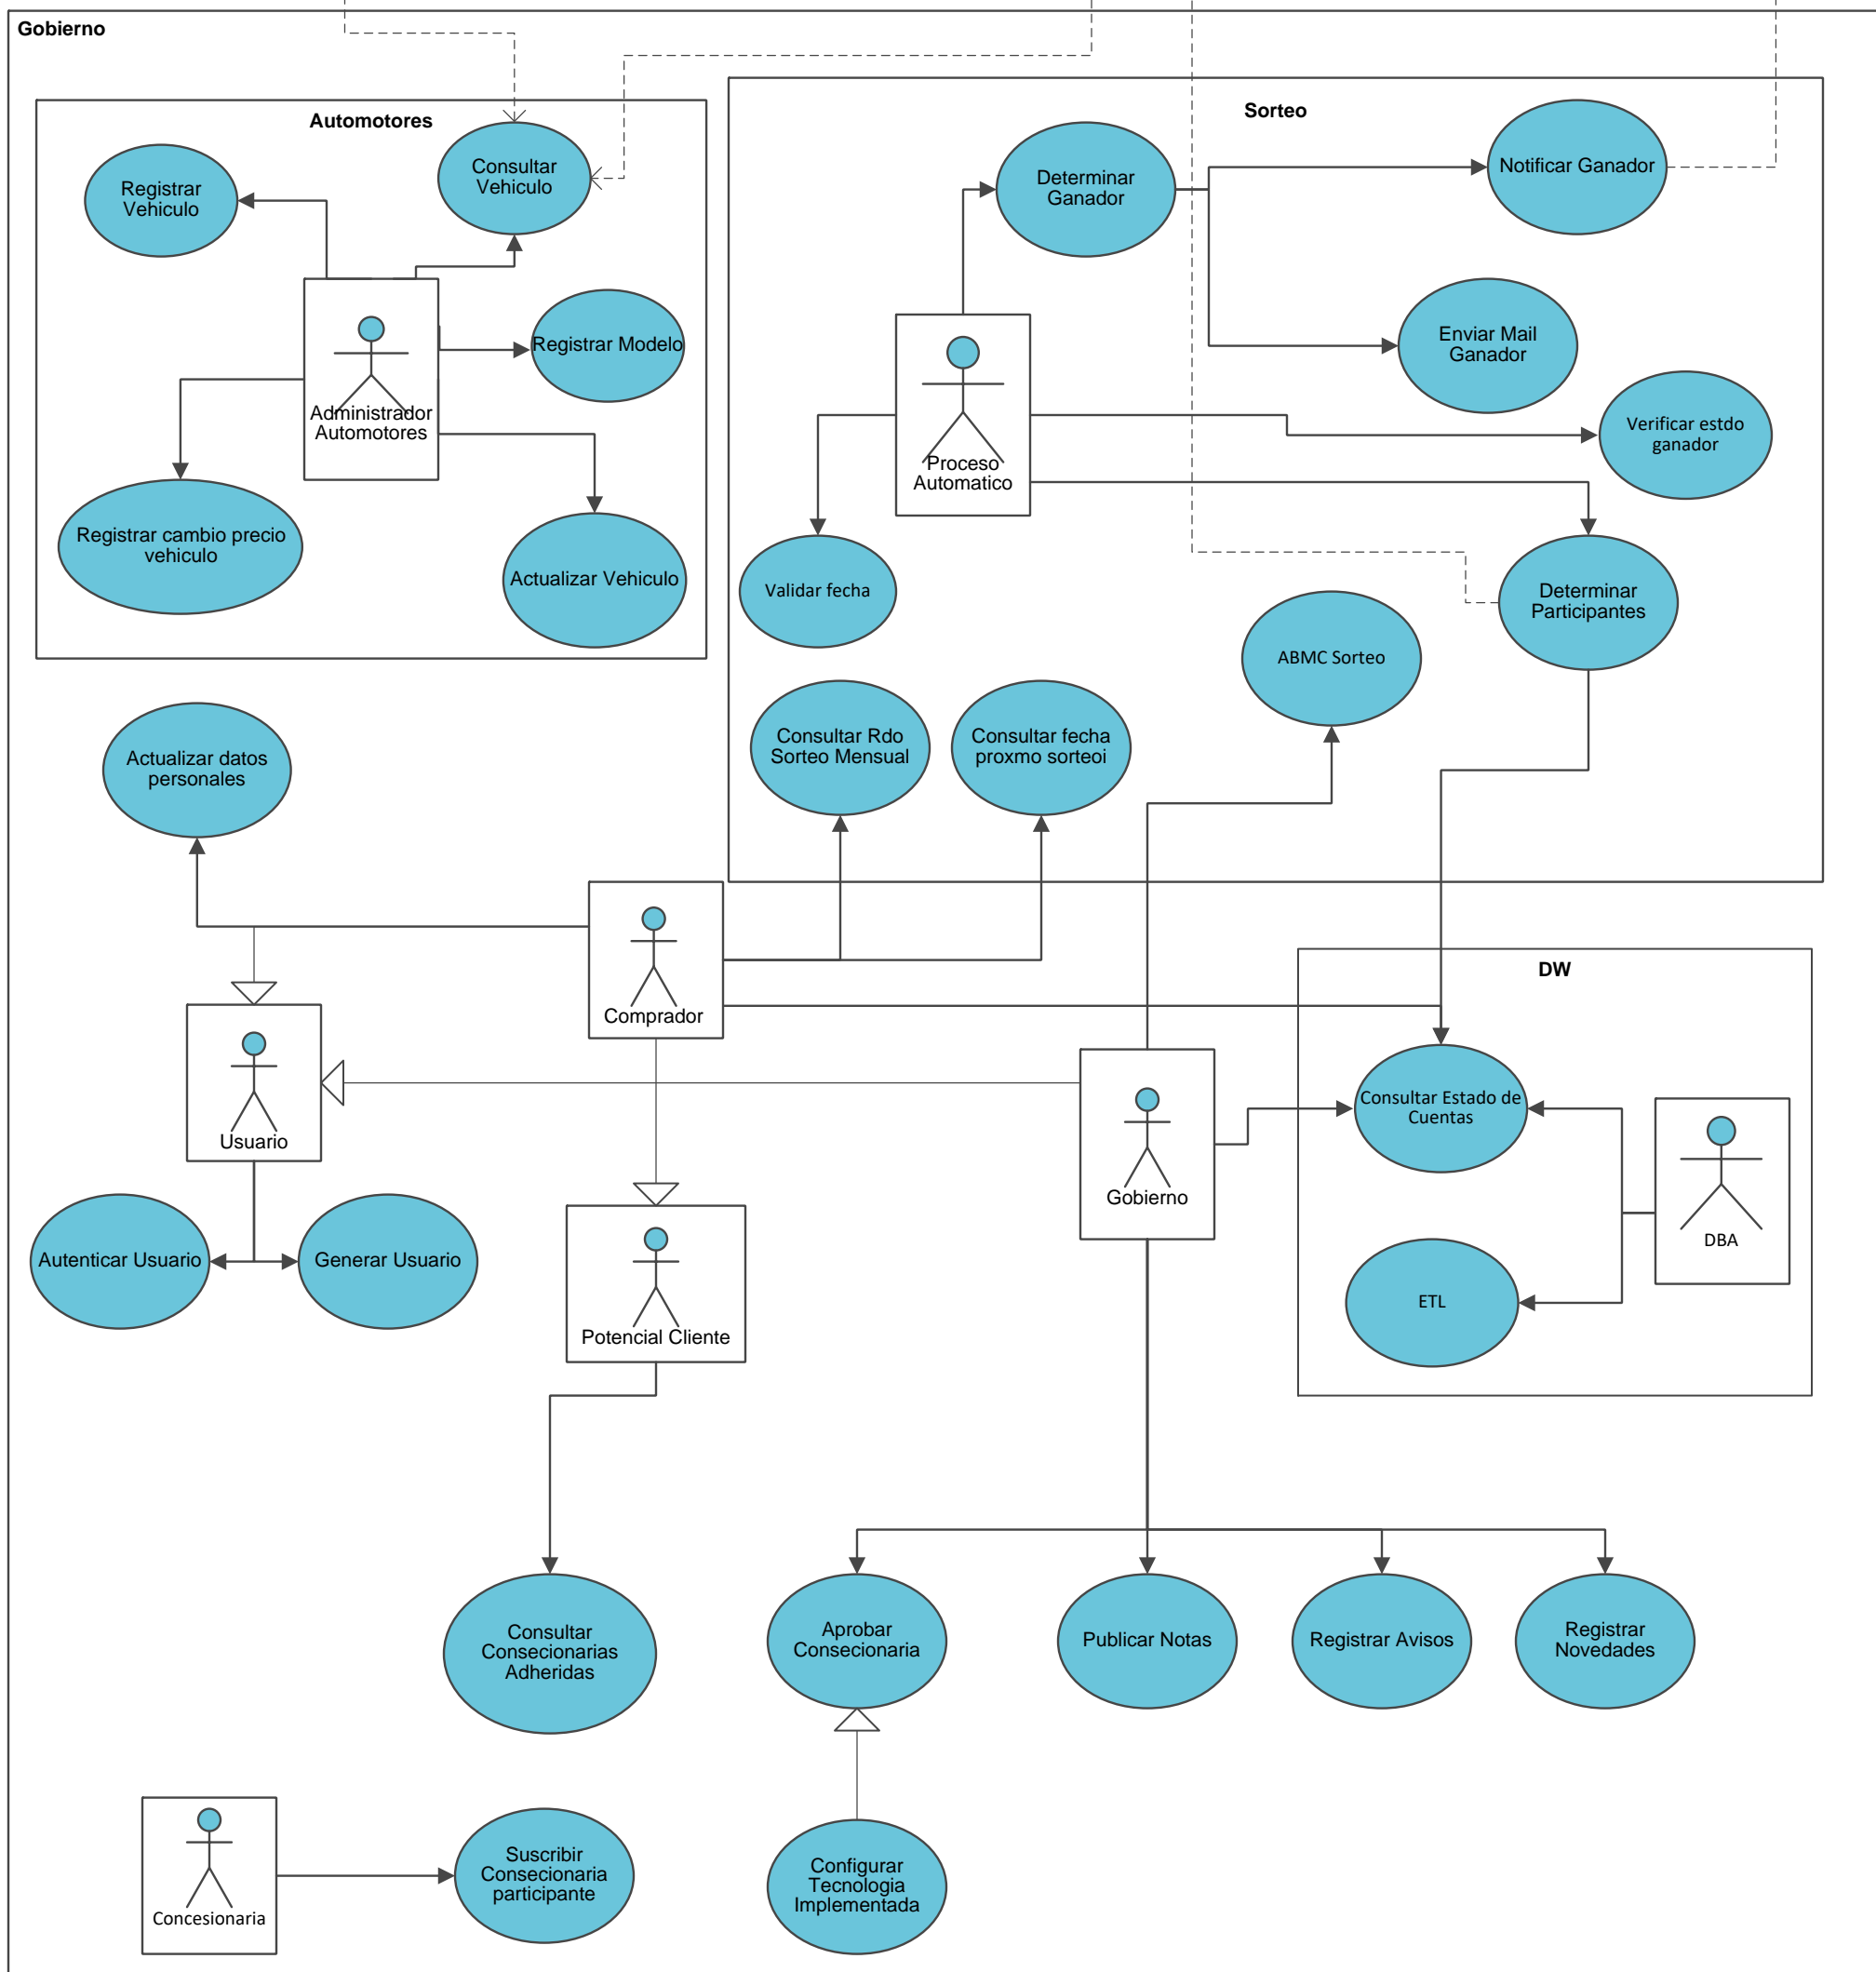 Gobierno
Automotores
Sorteo
Registrar
Vehiculo
Consultar
Vehiculo
Determinar
Ganador
Notificar Ganador
Registrar Modelo
Enviar Mail
Ganador
Administrador
Automotores
Proceso
Automatico
Verificar estdo
ganador
Registrar cambio precio
vehiculo
Actualizar Vehiculo
Validar fecha
Determinar
Participantes
ABMC Sorteo
Actualizar datos
personales
Consultar Rdo
Sorteo Mensual
Consultar fecha
proxmo sorteoi
DW
Comprador
Usuario
Gobierno
Consultar Estado de
Cuentas
DBA
Autenticar Usuario
Generar Usuario
Potencial Cliente
ETL
Consultar
Consecionarias
Adheridas
Aprobar
Consecionaria
Publicar Notas
Registrar Avisos
Registrar
Novedades
Concesionaria
Suscribir
Consecionaria
participante
Configurar
Tecnologia
Implementada